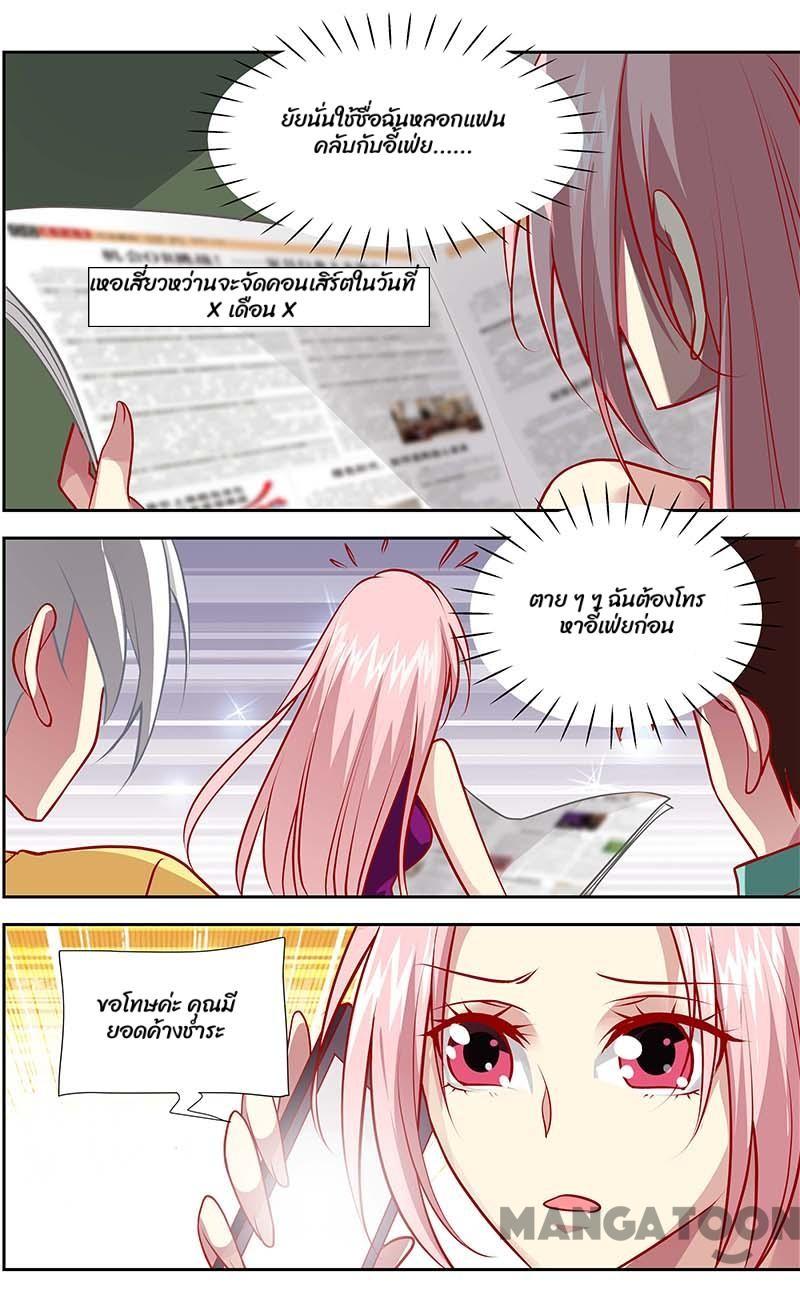 ยัยนั่นใช้ชื่อฉันหลอกแฟน
คลับกับอี้เฟ่ย......
เหอเสี่ยวหว่านจะจัดคอนเสิร์ตในวันที่
X เดือน X
ตาย ๆ ๆ ฉันต้องโทร
หาอี้เฟ่ยก่อน
ขอโทษค่ะ คุณมี
ยอดค้างชำระ
MANGATOON